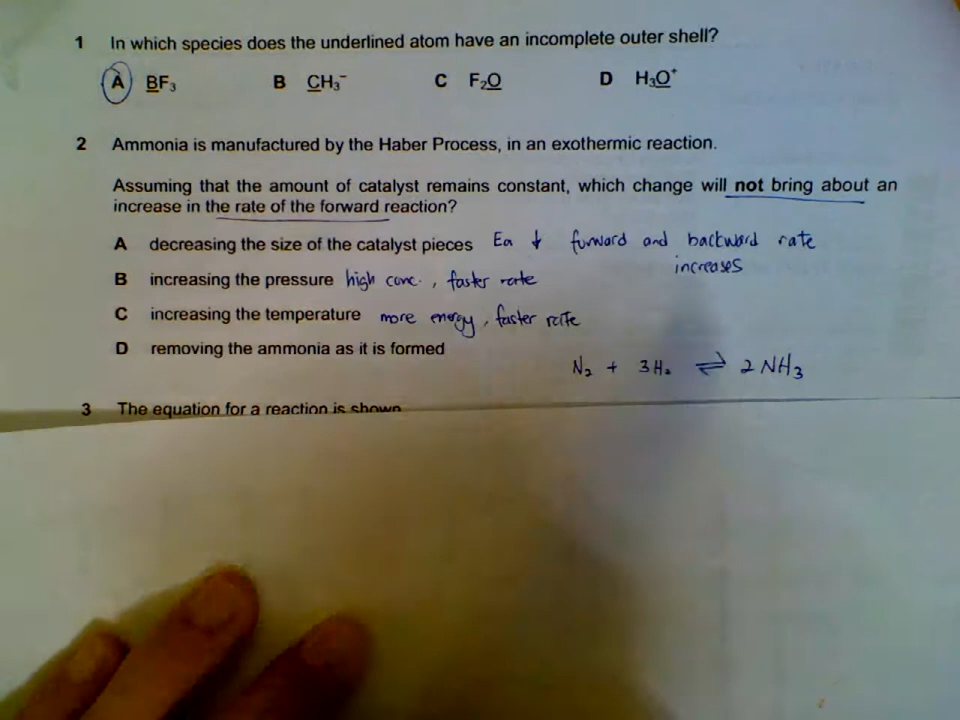 1 In which species does the underlined atom have an incomplete outer shell?
A BF₃ B CH₃⁻ C F₂O D H₃O⁺
2 Ammonia is manufactured by the Haber Process, in an exothermic reaction.
Assuming that the amount of catalyst remains constant, which change will not bring about an
increase in the rate of the forward reaction?
A decreasing the size of the catalyst pieces Ea ↓ forward and backward rate
increases
B increasing the pressure high conc. , faster rate
C increasing the temperature more energy, faster rate
D removing the ammonia as it is formed
N₂ + 3H₂ ⇌ 2NH₃
3 The equation for a reaction is shown